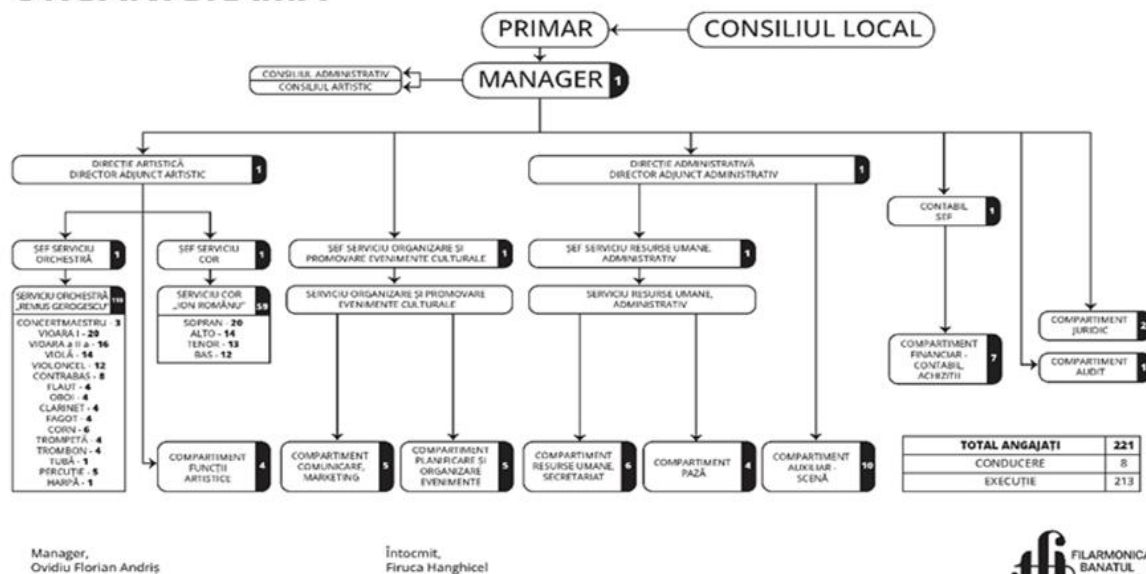 PRIMAR
CONSILIUL LOCAL
CONSILIUL ADMINISTRATIV
CONSILIUL ARTISTIC
MANAGER 1
DIRECȚIE ARTISTICĂ
DIRECTOR ADJUNCT ARTISTIC 1
DIRECȚIE ADMINISTRATIVĂ
DIRECTOR ADJUNCT ADMINISTRATIV 1
CONTABIL
ȘEF 1
ȘEF SERVICIU
ORCHESTRĂ 1
ȘEF SERVICIU
COR 1
ȘEF SERVICIU ORGANIZARE ȘI
PROMOVARE EVENIMENTE CULTURALE 1
ȘEF SERVICIU RESURSE UMANE,
ADMINISTRATIV 1
SERVICIU ORCHESTRĂ
„REMUS GEROGESCU" 110
CONCERTMAESTRU - 3
VIOARA I - 20
VIOARA a II a - 16
VIOLĂ - 14
VIOLONCEL - 12
CONTRABAS - 8
FLAUT - 4
OBOI - 4
CLARINET - 4
FAGOT - 4
CORN - 6
TROMPETĂ - 4
TROMBON - 4
TUBĂ - 1
PERCUȚIE - 5
HARPĂ - 1
SERVICIU COR
„ION ROMÂNU" 59
SOPRAN - 20
ALTO - 14
TENOR - 13
BAS - 12
SERVICIU ORGANIZARE ȘI PROMOVARE
EVENIMENTE CULTURALE
SERVICIU RESURSE UMANE,
ADMINISTRATIV
COMPARTIMENT
FINANCIAR -
CONTABIL,
ACHIZIȚII 7
COMPARTIMENT
JURIDIC 2
COMPARTIMENT
AUDIT 1
COMPARTIMENT
FUNCȚII
ARTISTICE 4
COMPARTIMENT
COMUNICARE,
MARKETING 5
COMPARTIMENT
PLANIFICARE ȘI
ORGANIZARE
EVENIMENTE 5
COMPARTIMENT
RESURSE UMANE,
SECRETARIAT 6
COMPARTIMENT
PAZĂ 4
COMPARTIMENT
AUXILIAR -
SCENĂ 10
TOTAL ANGAJAȚI 221
CONDUCERE 8
EXECUȚIE 213
Manager,
Ovidiu Florian Andriș
Întocmit,
Firuca Hanghicel
FILARMONICA
BANATUL